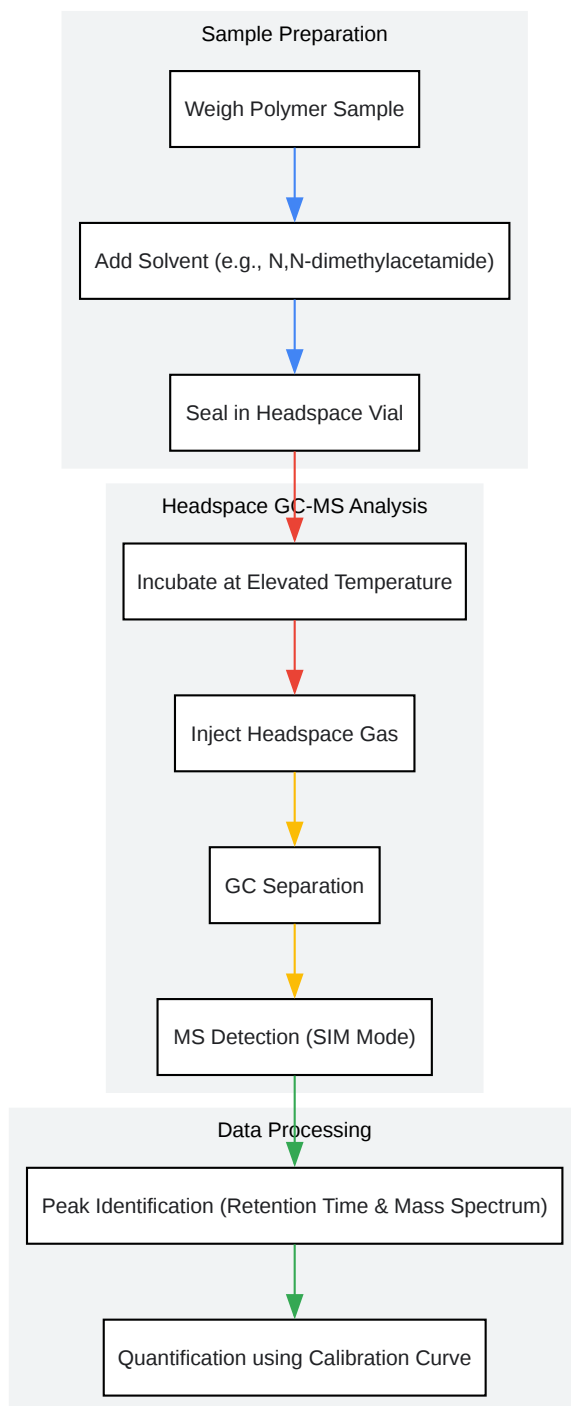 Sample Preparation
Weigh Polymer Sample
Add Solvent (e.g., N,N-dimethylacetamide)
Seal in Headspace Vial
Headspace GC-MS Analysis
Incubate at Elevated Temperature
Inject Headspace Gas
GC Separation
MS Detection (SIM Mode)
Data Processing
Peak Identification (Retention Time & Mass Spectrum)
Quantification using Calibration Curve